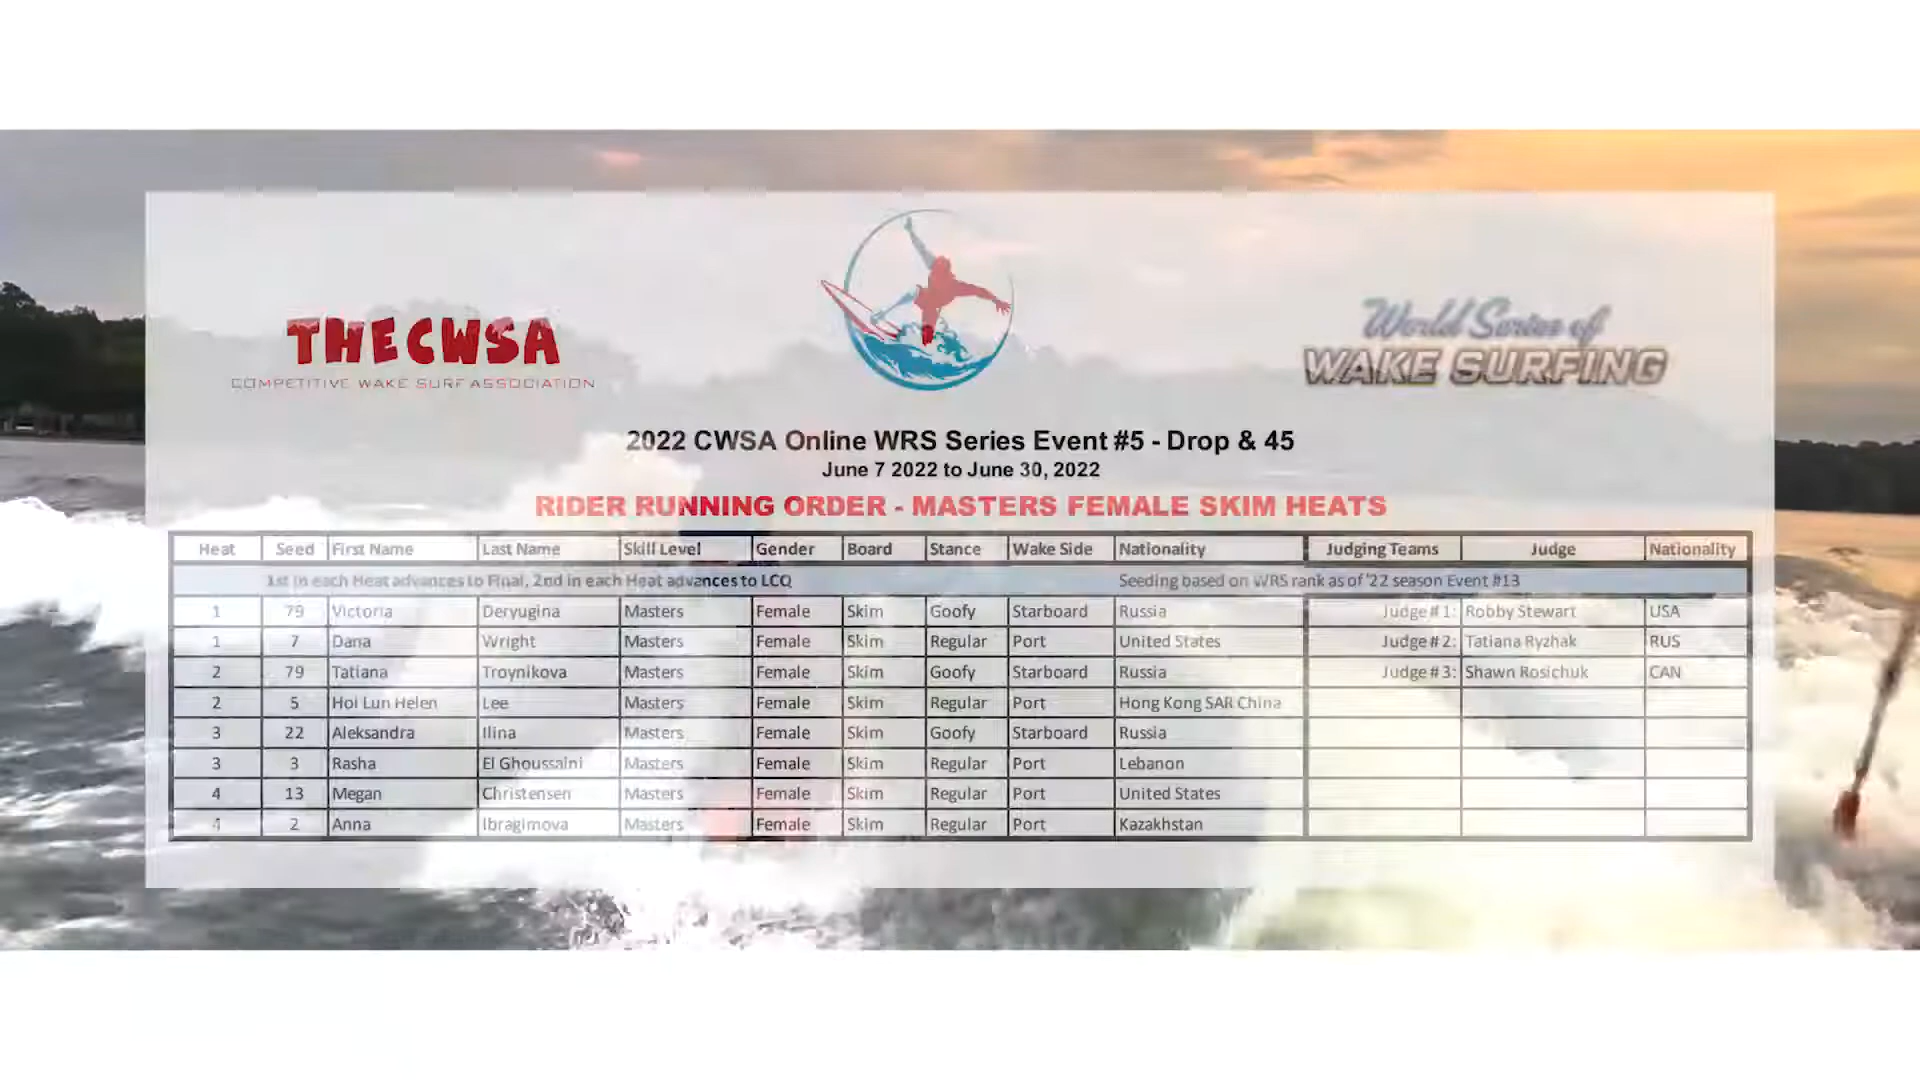 THECWSA
COMPETITIVE WAKE SURF ASSOCIATION
World Series of
WAKE SURFING
2022 CWSA Online WRS Series Event #5 - Drop & 45
June 7 2022 to June 30, 2022
RIDER RUNNING ORDER - MASTERS FEMALE SKIM HEATS
Heat Seed First Name Last Name Skill Level Gender Board Stance Wake Side Nationality Judging Teams Judge Nationality
1st in each Heat advances to Final, 2nd in each Heat advances to LCQ Seeding based on WRS rank as of '22 season Event #13
1 79 Victoria Deryugina Masters Female Skim Goofy Starboard Russia Judge # 1: Robby Stewart USA
1 7 Dana Wright Masters Female Skim Regular Port United States Judge # 2: Tatiana Ryzhak RUS
2 79 Tatiana Troynikova Masters Female Skim Goofy Starboard Russia Judge # 3: Shawn Rosichuk CAN
2 5 Hoi Lun Helen Lee Masters Female Skim Regular Port Hong Kong SAR China
3 22 Aleksandra Ilina Masters Female Skim Goofy Starboard Russia
3 3 Rasha El Ghoussaini Masters Female Skim Regular Port Lebanon
4 13 Megan Christensen Masters Female Skim Regular Port United States
4 2 Anna Ibragimova Masters Female Skim Regular Port Kazakhstan